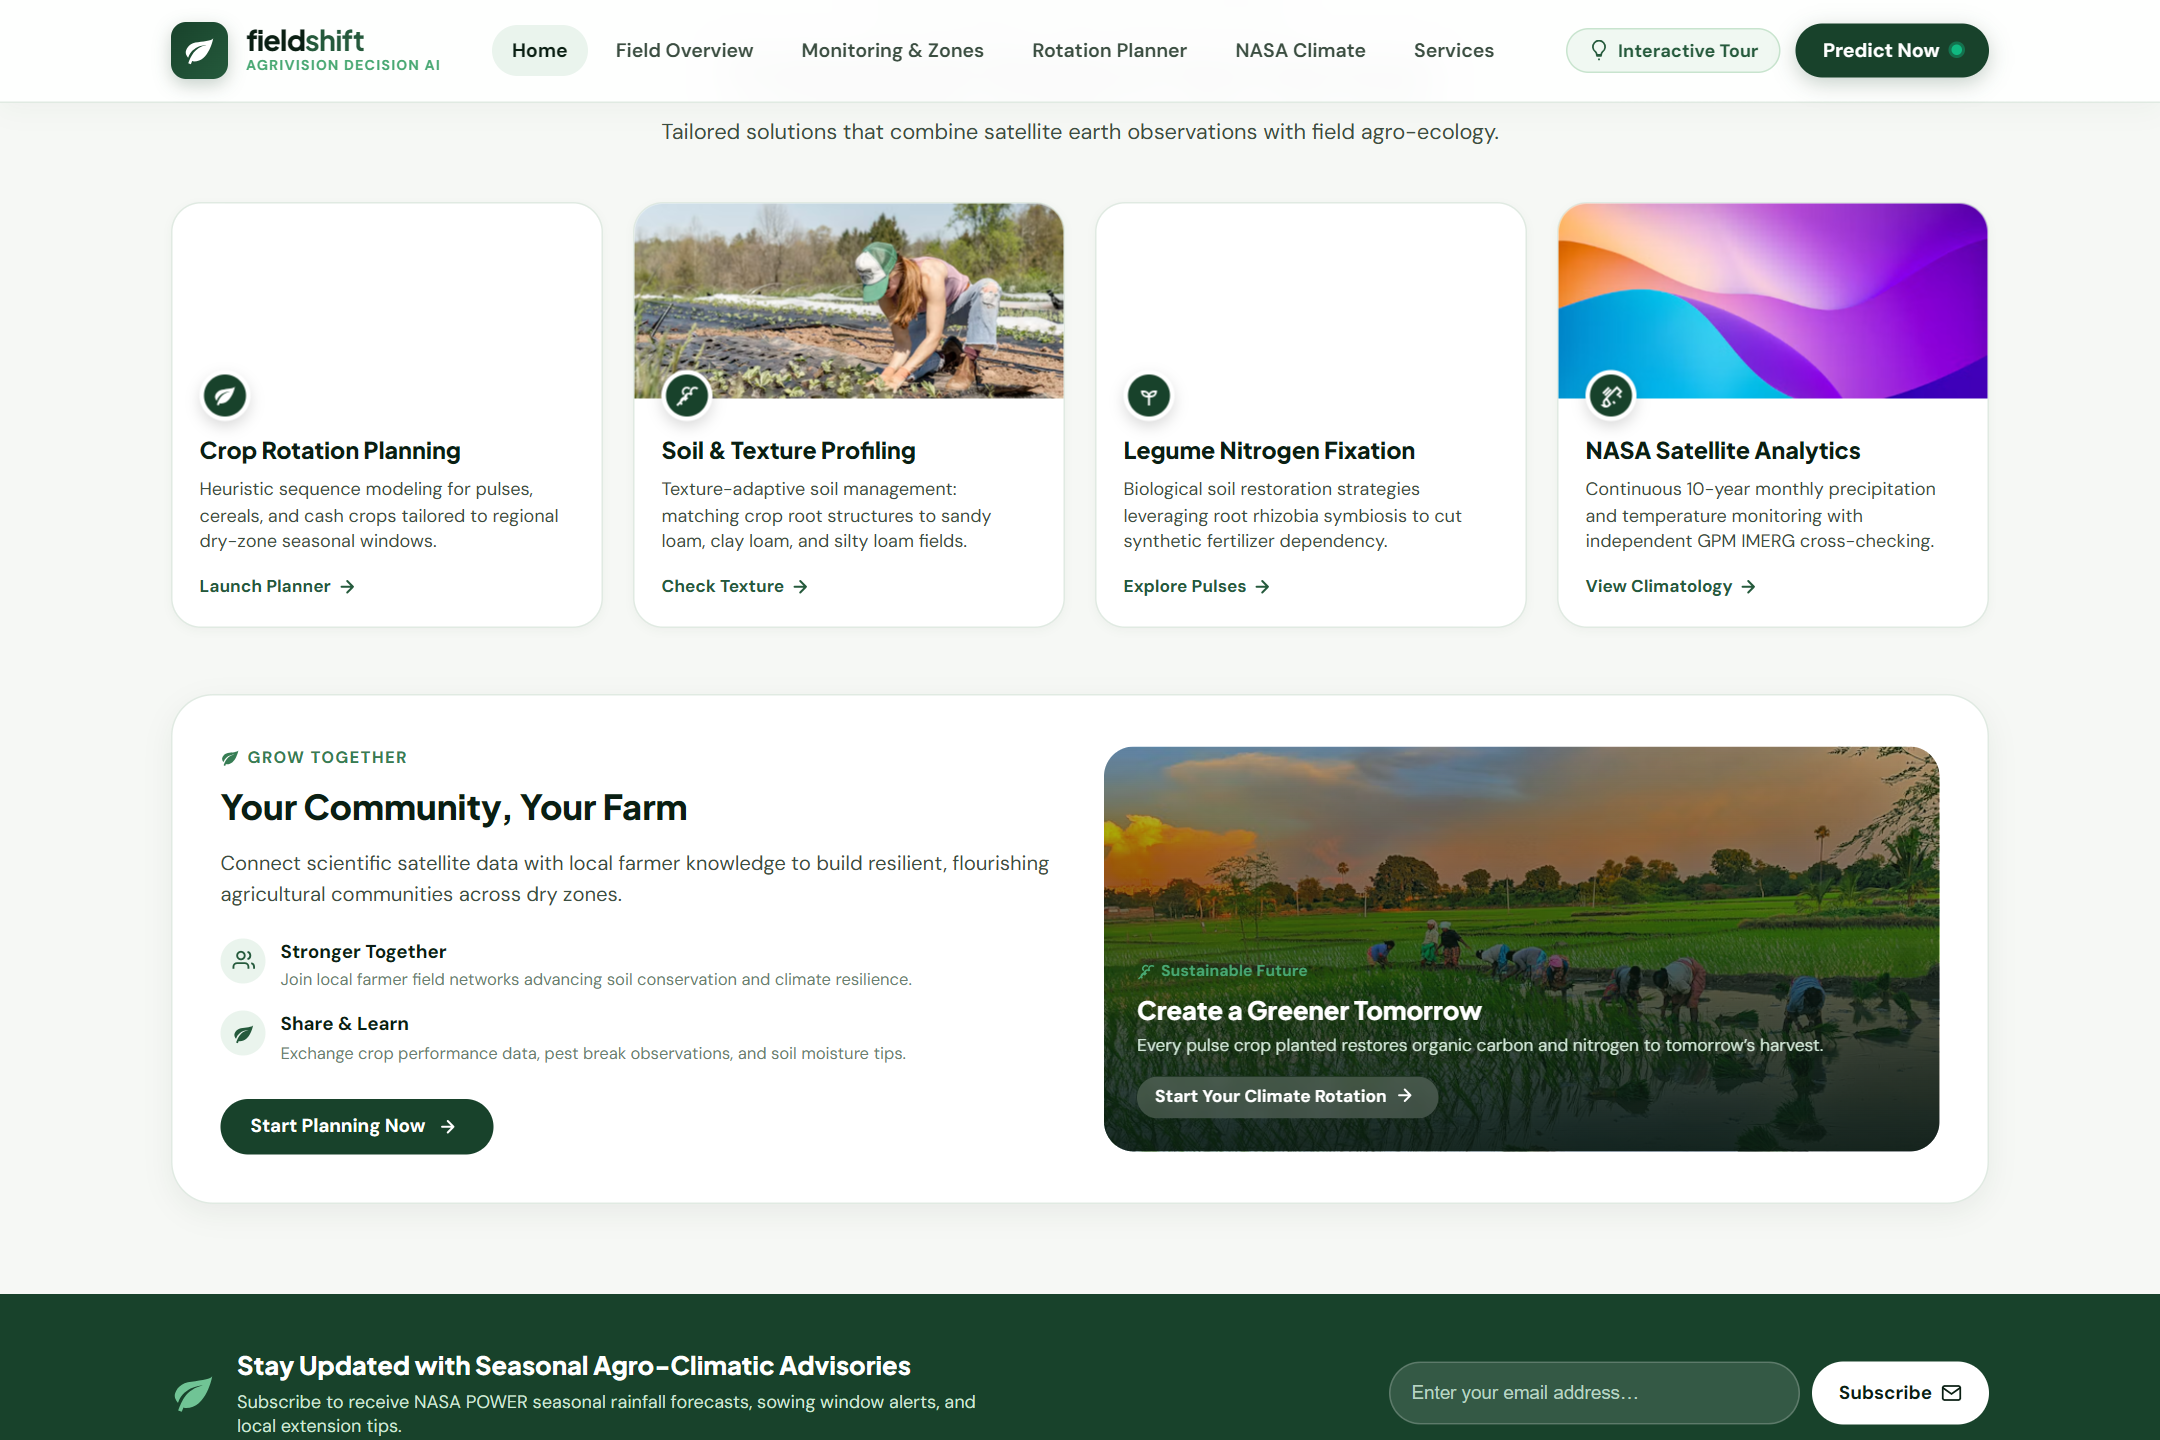 fieldshift
AGRIVISION DECISION AI
Home
Field Overview
Monitoring & Zones
Rotation Planner
NASA Climate
Services
Interactive Tour
Predict Now
Tailored solutions that combine satellite earth observations with field agro-ecology.
Crop Rotation Planning
Heuristic sequence modeling for pulses,
cereals, and cash crops tailored to regional
dry-zone seasonal windows.
Launch Planner →
Soil & Texture Profiling
Texture-adaptive soil management:
matching crop root structures to sandy
loam, clay loam, and silty loam fields.
Check Texture →
Legume Nitrogen Fixation
Biological soil restoration strategies
leveraging root rhizobia symbiosis to cut
synthetic fertilizer dependency.
Explore Pulses →
NASA Satellite Analytics
Continuous 10-year monthly precipitation
and temperature monitoring with
independent GPM IMERG cross-checking.
View Climatology →
GROW TOGETHER
Your Community, Your Farm
Connect scientific satellite data with local farmer knowledge to build resilient, flourishing
agricultural communities across dry zones.
Stronger Together
Join local farmer field networks advancing soil conservation and climate resilience.
Share & Learn
Exchange crop performance data, pest break observations, and soil moisture tips.
Start Planning Now →
Sustainable Future
Create a Greener Tomorrow
Every pulse crop planted restores organic carbon and nitrogen to tomorrow's harvest.
Start Your Climate Rotation →
Stay Updated with Seasonal Agro-Climatic Advisories
Subscribe to receive NASA POWER seasonal rainfall forecasts, sowing window alerts, and
local extension tips.
Enter your email address...
Subscribe